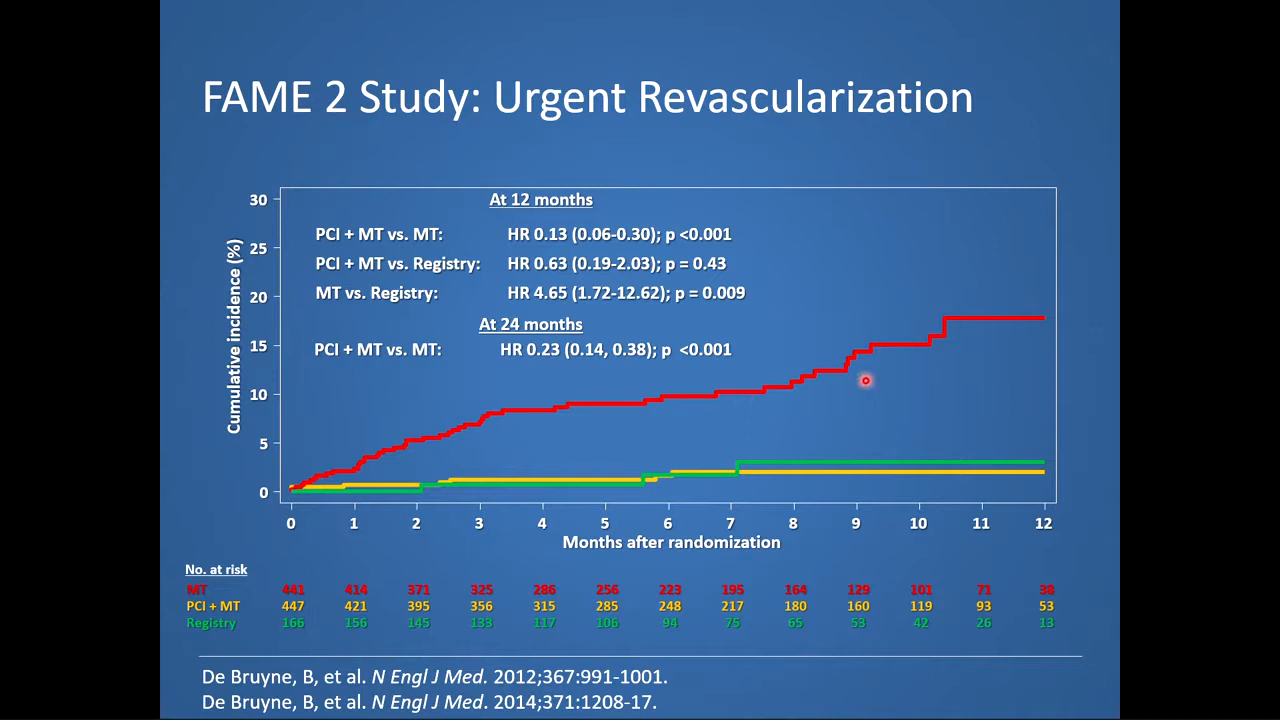 FAME 2 Study: Urgent Revascularization
At 12 months
PCI + MT vs. MT: HR 0.13 (0.06-0.30); p <0.001
PCI + MT vs. Registry: HR 0.63 (0.19-2.03); p = 0.43
MT vs. Registry: HR 4.65 (1.72-12.62); p = 0.009
At 24 months
PCI + MT vs. MT: HR 0.23 (0.14, 0.38); p <0.001
Cumulative incidence (%)
30
25
20
15
10
5
0
0 1 2 3 4 5 6 7 8 9 10 11 12
Months after randomization
No. at risk
MT 441 414 371 325 286 256 223 195 164 129 101 71 38
PCI + MT 447 421 395 356 315 285 248 217 180 160 119 93 53
Registry 166 156 145 133 117 106 94 75 65 53 42 26 13
De Bruyne, B, et al. N Engl J Med. 2012;367:991-1001.
De Bruyne, B, et al. N Engl J Med. 2014;371:1208-17.